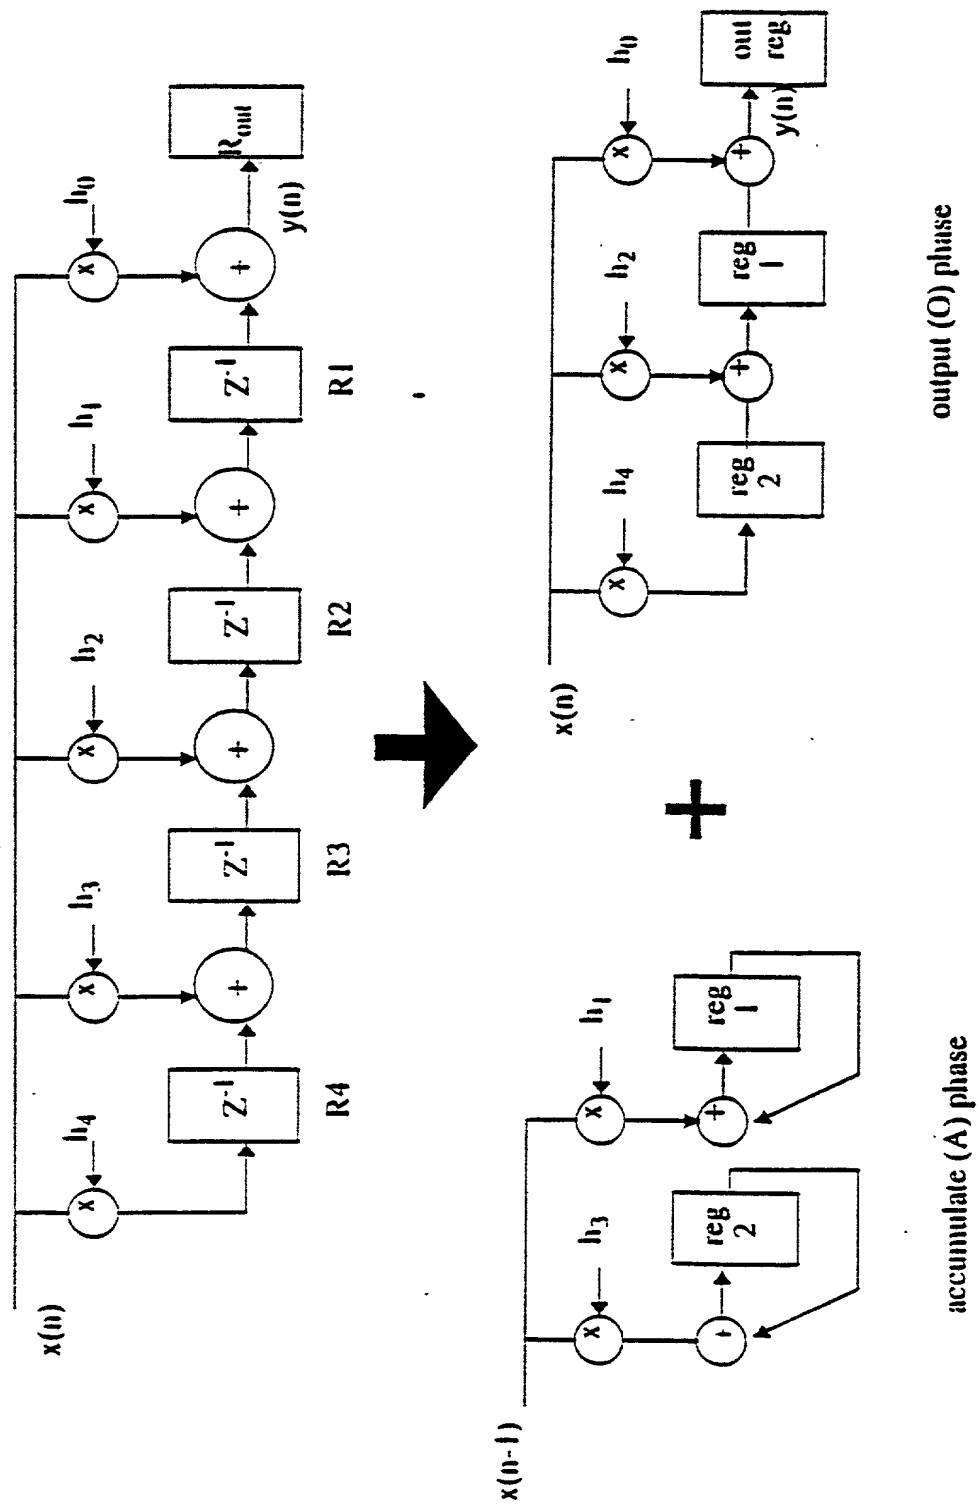 h4 h3 h2 h1 h0
x x x x x
x(n)
+ + + +
Z-1 Z-1 Z-1 Z-1 Rout
y(n)
R4 R3 R2 R1
+
x(n-1)
h3 h1
x x
+ +
reg 2
reg 1
accumulate (A) phase
x(n)
h4 h2 h0
x x x
+ +
reg 2
reg 1
out reg
y(n)
output (O) phase